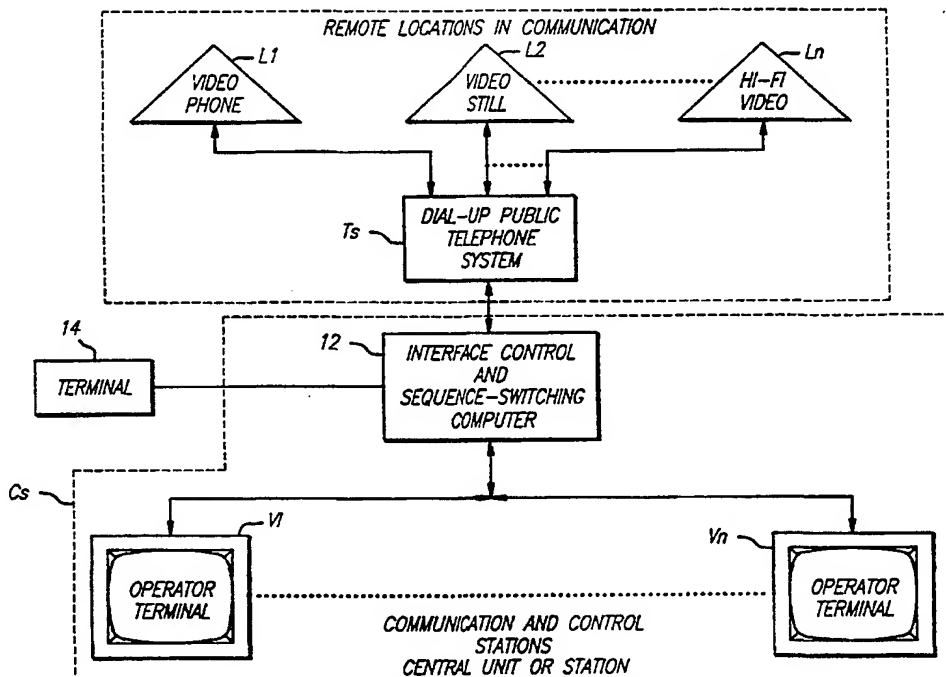 REMOTE LOCATIONS IN COMMUNICATION
L1
L2
Ln
VIDEO
PHONE
VIDEO
STILL
HI-FI
VIDEO
Ts
DIAL-UP PUBLIC
TELEPHONE
SYSTEM
14
TERMINAL
12
INTERFACE CONTROL
AND
SEQUENCE-SWITCHING
COMPUTER
Cs
VI
OPERATOR
TERMINAL
Vn
OPERATOR
TERMINAL
COMMUNICATION AND CONTROL
STATIONS
CENTRAL UNIT OR STATION